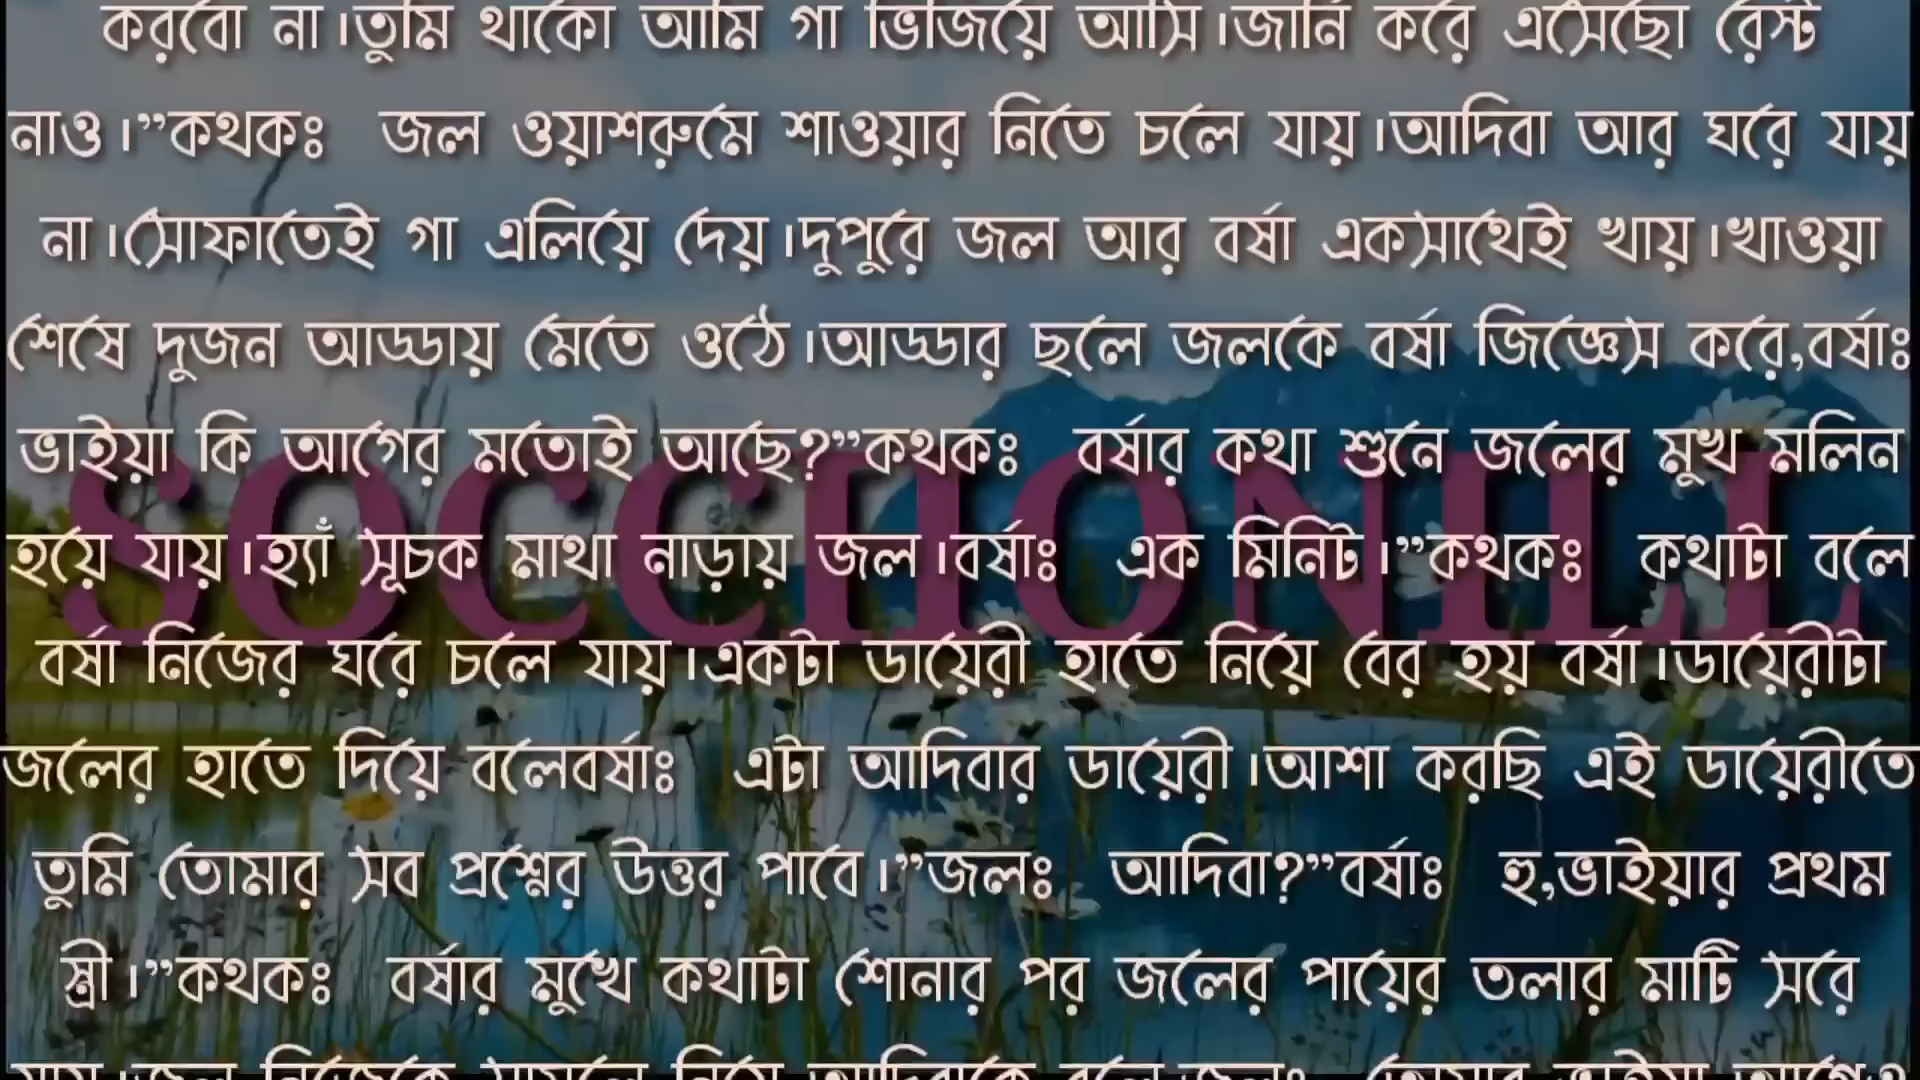 করবো না।তুমি থাকো আমি গা ভিজিয়ে আসি।জার্নি করে এসেছো রেস্ট
নাও।”কথকঃ জল ওয়াশরুমে শাওয়ার নিতে চলে যায়।আদিবা আর ঘরে যায়
না।সোফাতেই গা এলিয়ে দেয়।দুপুরে জল আর বর্ষা একসাথেই খায়।খাওয়া
শেষে দুজন আড্ডায় মেতে ওঠে।আড্ডার ছলে জলকে বর্ষা জিজ্ঞেস করে,বর্ষাঃ
ভাইয়া কি আগের মতোই আছে?”কথকঃ বর্ষার কথা শুনে জলের মুখ মলিন
SOCCHONILL
হয়ে যায়।হ্যাঁ সূচক মাথা নাড়ায় জল।বর্ষাঃ এক মিনিট।”কথকঃ কথাটা বলে
বর্ষা নিজের ঘরে চলে যায়।একটা ডায়েরী হাতে নিয়ে বের হয় বর্ষা।ডায়েরীটা
জলের হাতে দিয়ে বলেবর্ষাঃ এটা আদিবার ডায়েরী।আশা করছি এই ডায়েরীতে
তুমি তোমার সব প্রশ্নের উত্তর পাবে।”জলঃ আদিবা?”বর্ষাঃ হু,ভাইয়ার প্রথম
স্ত্রী।”কথকঃ বর্ষার মুখে কথাটা শোনার পর জলের পায়ের তলার মাটি সরে